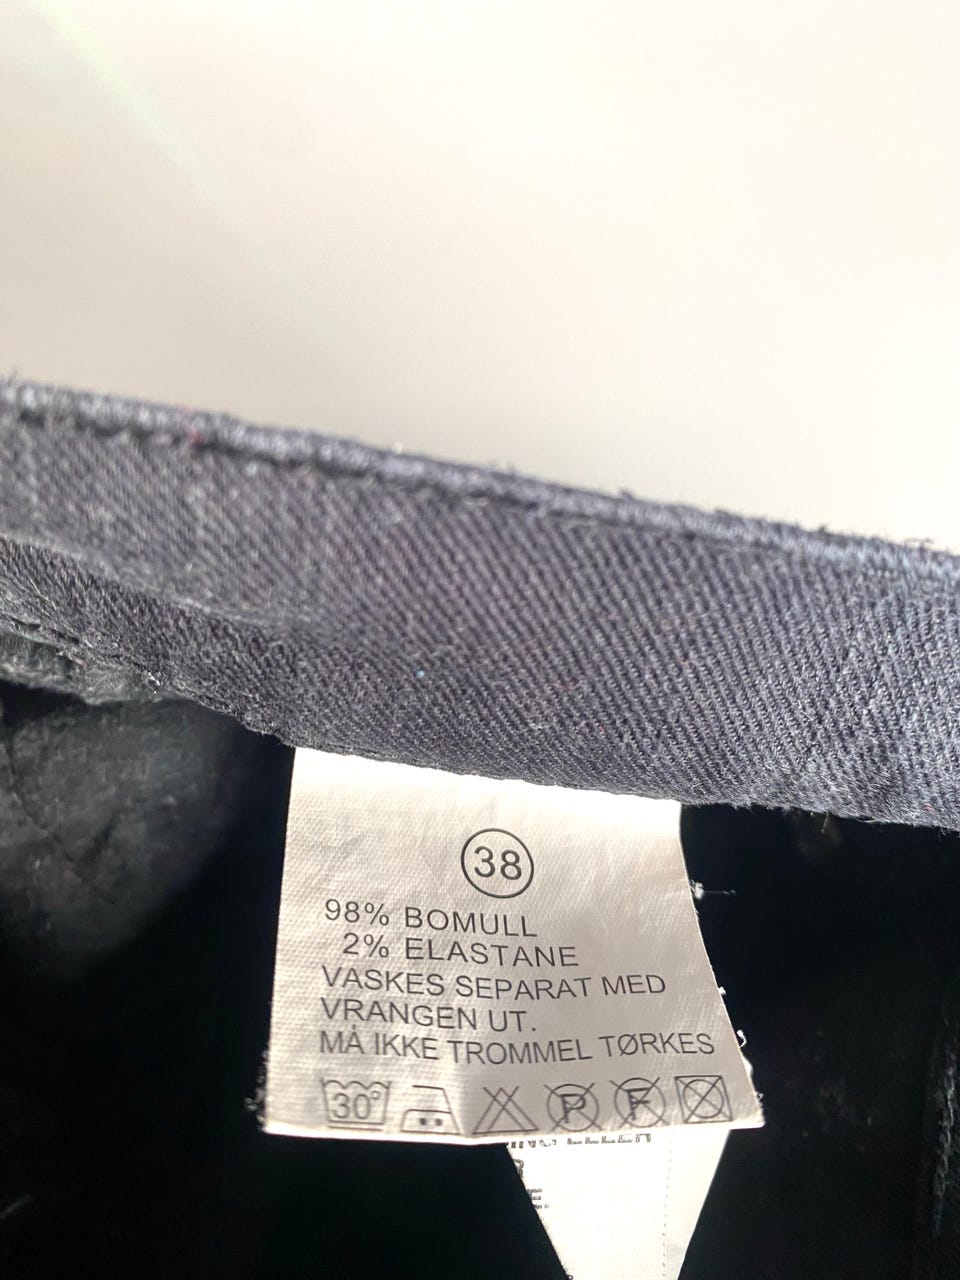 38
98% BOMULL
2% ELASTANE
VASKES SEPARAT MED
VRANGEN UT.
MÅ IKKE TROMMEL TØRKES
30° P F